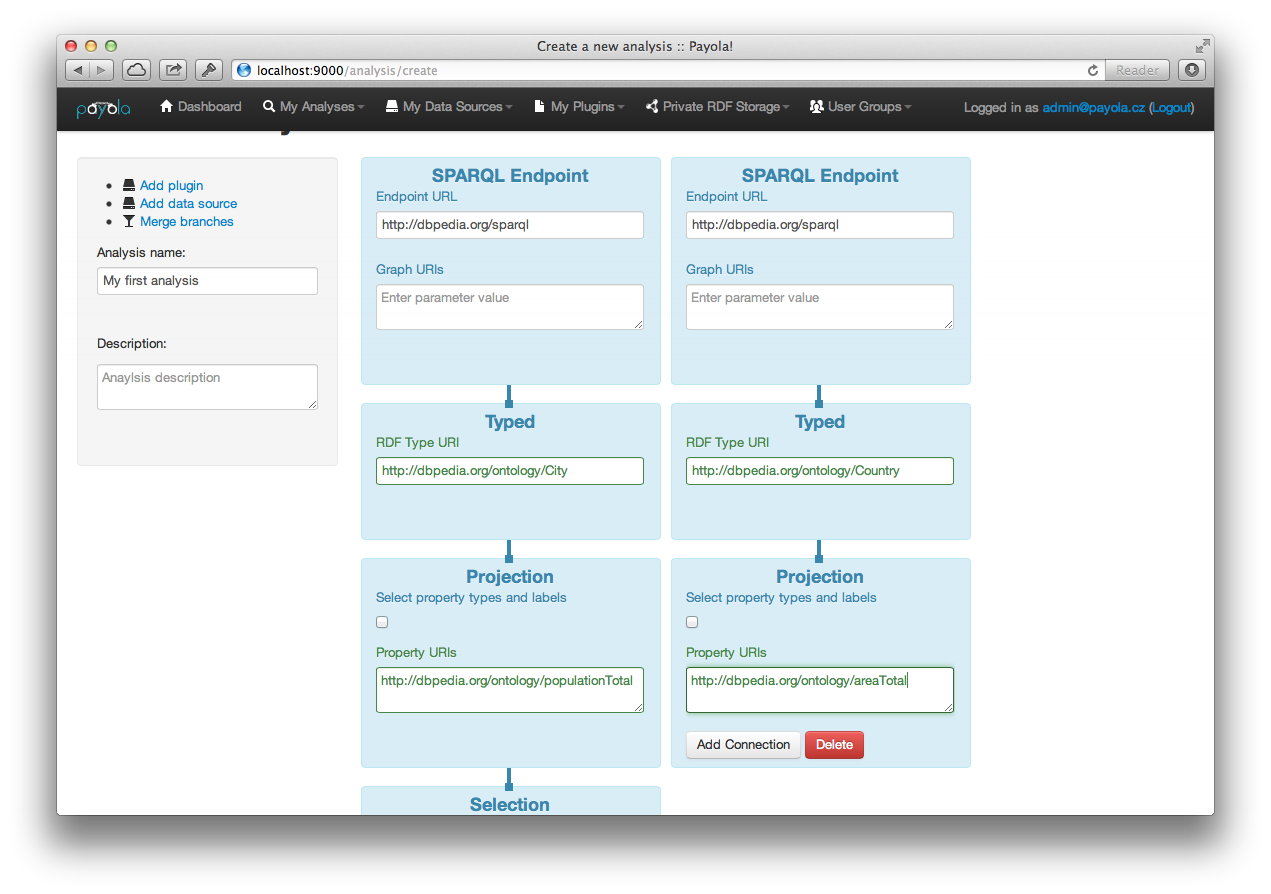 Create a new analysis :: Payola!
localhost:9000/analysis/create
Reader
payola
Dashboard
My Analyses
My Data Sources
My Plugins
Private RDF Storage
User Groups
Logged in as admin@payola.cz (Logout)
Add plugin
Add data source
Merge branches
Analysis name:
My first analysis
Description:
Anaylsis description
SPARQL Endpoint
Endpoint URL
http://dbpedia.org/sparql
Graph URIs
Enter parameter value
Typed
RDF Type URI
http://dbpedia.org/ontology/City
Projection
Select property types and labels
Property URIs
http://dbpedia.org/ontology/populationTotal
Selection
SPARQL Endpoint
Endpoint URL
http://dbpedia.org/sparql
Graph URIs
Enter parameter value
Typed
RDF Type URI
http://dbpedia.org/ontology/Country
Projection
Select property types and labels
Property URIs
http://dbpedia.org/ontology/areaTotal
Add Connection
Delete